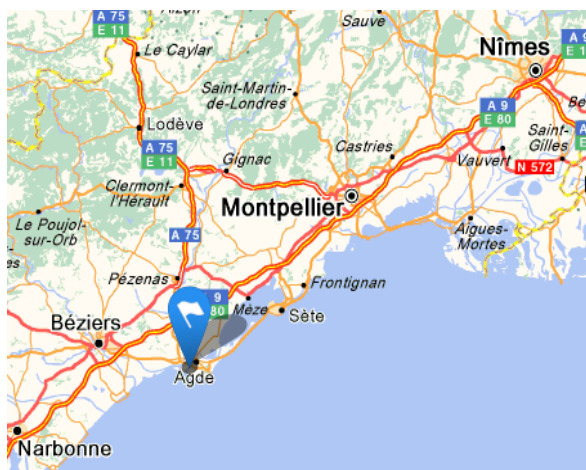 A 75
E 11
Le Caylar
Sauve
Nîmes
Saint-Martin-
de-Londres
A 9
E 80
Lodève
A 75
E 11
Gignac
Castries
Vauvert
Saint-
Gilles
N 572
Clermont-
l'Hérault
Montpellier
Le Poujol-
sur-Orb
A 75
Aigues-
Mortes
Pézenas
Frontignan
9
80
Mèze
Sète
Béziers
Agde
Narbonne